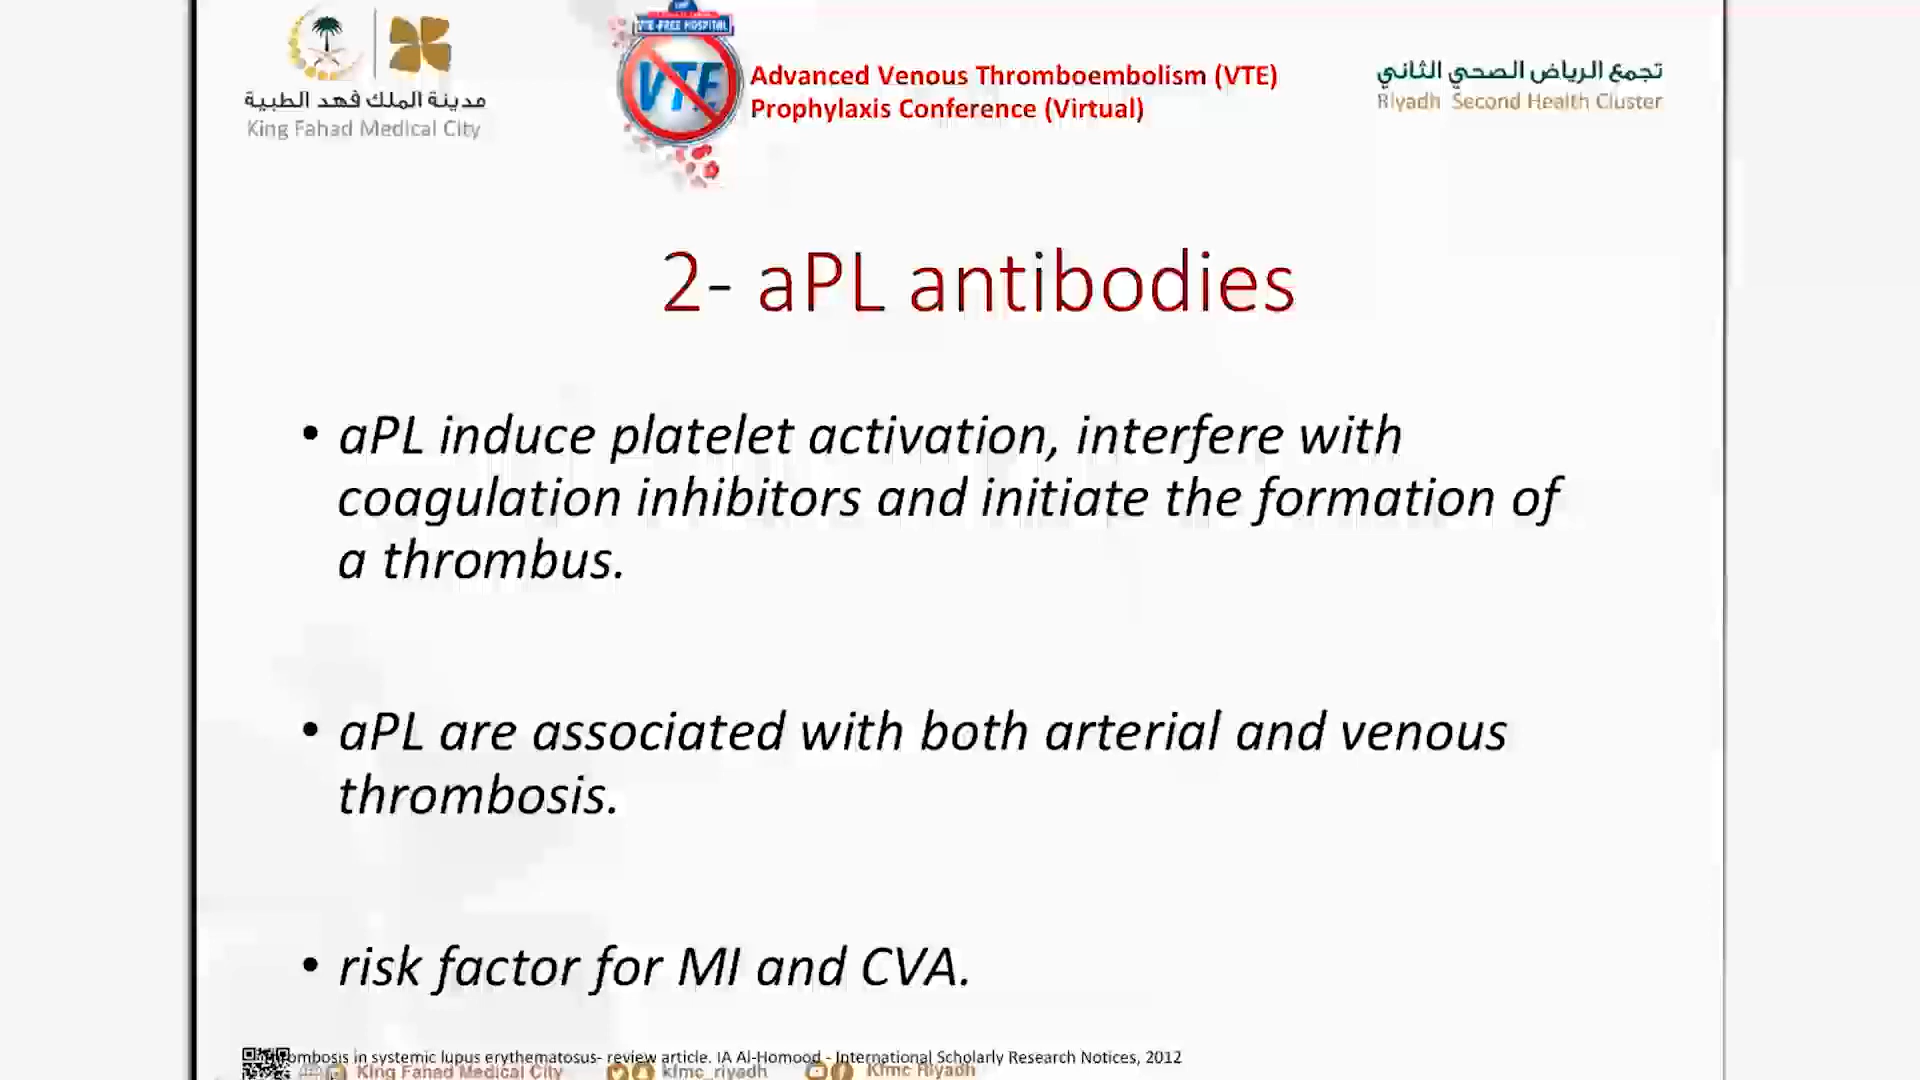 مدينة الملك فهد الطبية
King Fahad Medical City
VTE-FREE HOSPITAL
VTE
Advanced Venous Thromboembolism (VTE)
Prophylaxis Conference (Virtual)
تجمع الرياض الصحي الثاني
Riyadh Second Health Cluster
2- aPL antibodies
• aPL induce platelet activation, interfere with
coagulation inhibitors and initiate the formation of
a thrombus.
• aPL are associated with both arterial and venous
thrombosis.
• risk factor for MI and CVA.
in systemic lupus erythematosus- review article. IA Al-Homood - International Scholarly Research Notices, 2012
King Fahad Medical City kfmc_riyadh Kfmc Riyadh